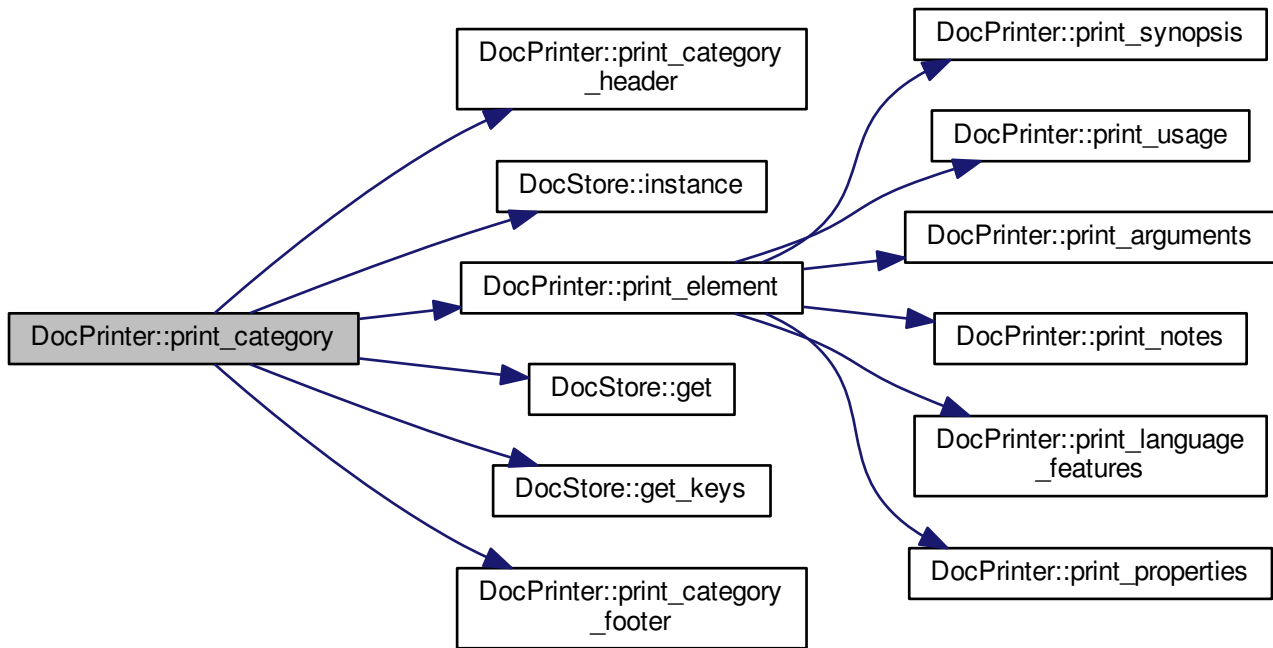 DocPrinter::print_category
DocPrinter::print_category
_header
DocStore::instance
DocPrinter::print_element
DocStore::get
DocStore::get_keys
DocPrinter::print_category
_footer
DocPrinter::print_synopsis
DocPrinter::print_usage
DocPrinter::print_arguments
DocPrinter::print_notes
DocPrinter::print_language
_features
DocPrinter::print_properties